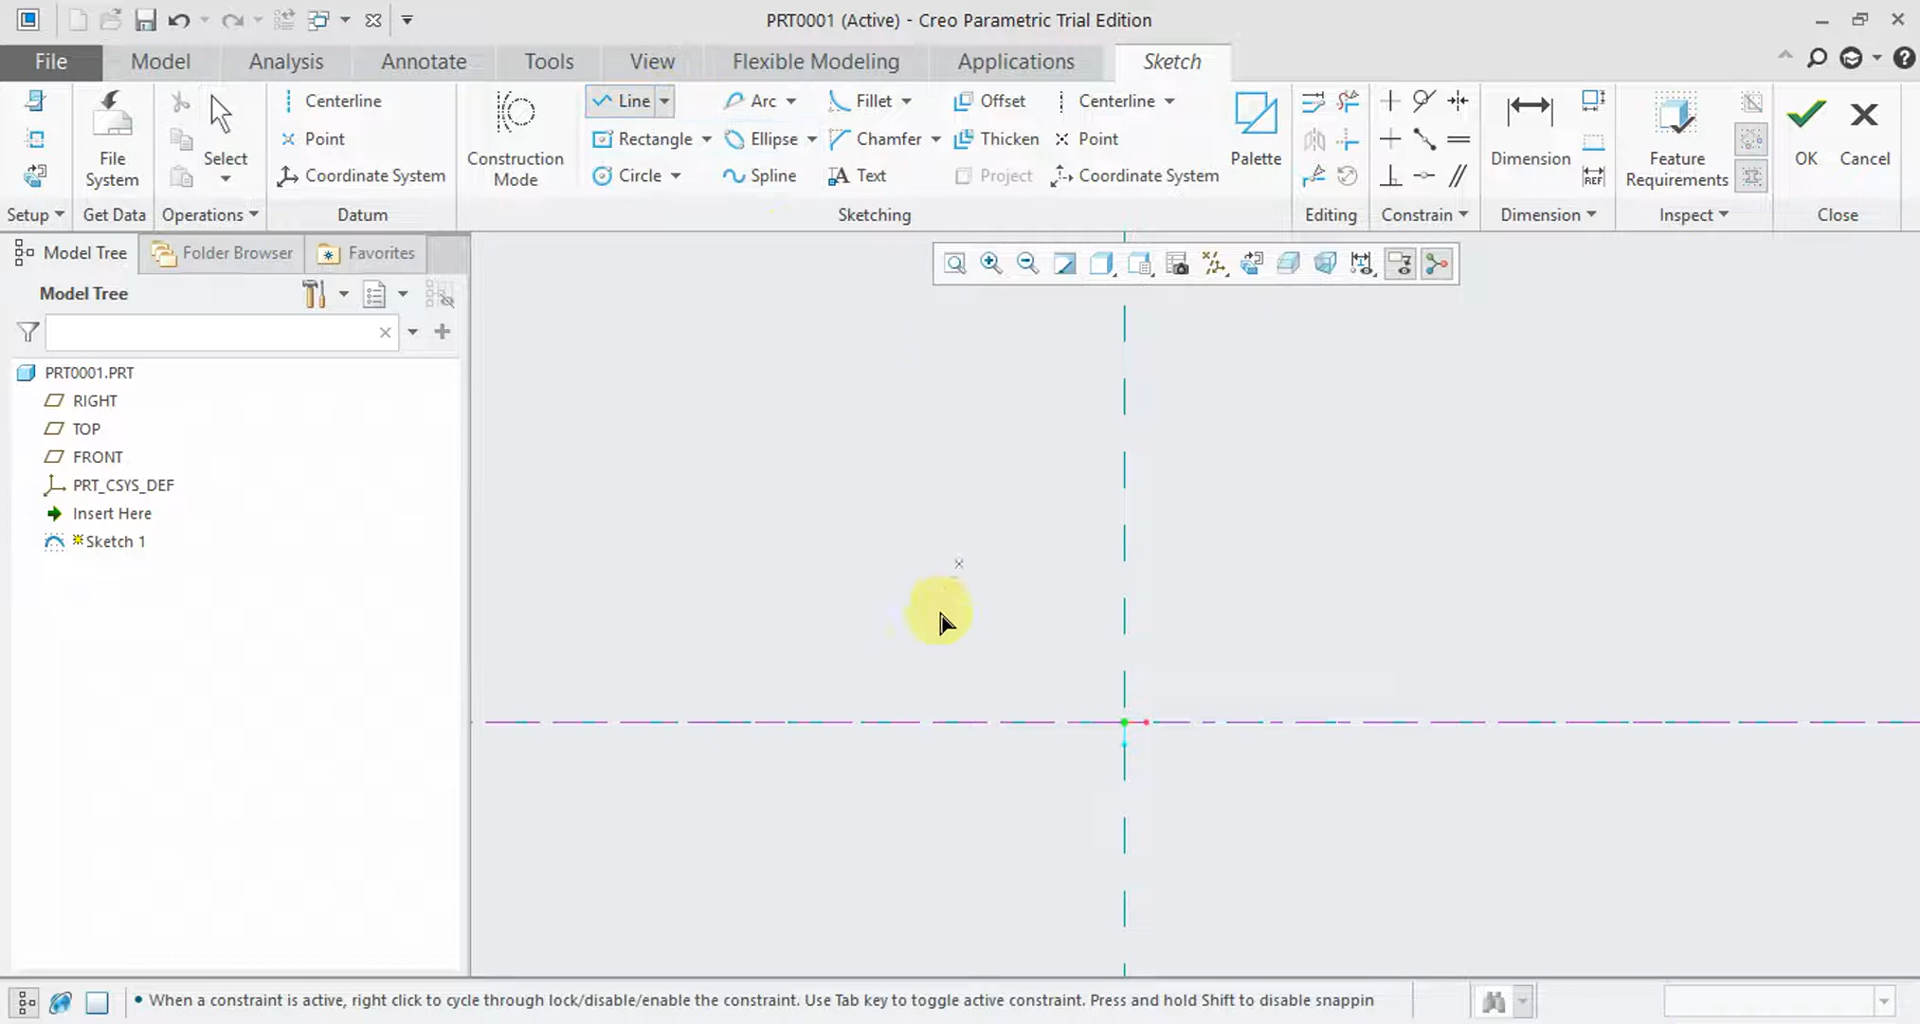 PRT0001 (Active) - Creo Parametric Trial Edition
File Model Analysis Annotate Tools View Flexible Modeling Applications Sketch
Centerline Line Arc Fillet Offset Centerline
Point Rectangle Ellipse Chamfer Thicken Point
File System Select Construction Mode Palette Dimension Feature Requirements OK Cancel
Coordinate System Circle Spline Text Project Coordinate System
REF
Setup Get Data Operations Datum Sketching Editing Constrain Dimension Inspect Close
Model Tree Folder Browser Favorites
Model Tree
PRT0001.PRT
RIGHT
TOP
FRONT
PRT_CSYS_DEF
Insert Here
Sketch 1
When a constraint is active, right click to cycle through lock/disable/enable the constraint. Use Tab key to toggle active constraint. Press and hold Shift to disable snappin